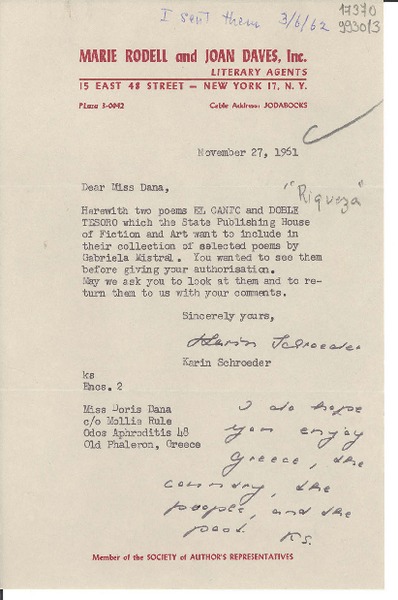 I sent them 3/6/62
17370
9930/3
MARIE RODELL and JOAN DAVES, Inc.
LITERARY AGENTS
15 EAST 48 STREET — NEW YORK 17, N. Y.
PLaza 3-0042 Cable Address: JODABOOKS
November 27, 1961
Dear Miss Dana,
"Riqueza"
Herewith two poems EL CANTO and DOBLE
TESORO which the State Publishing House
of Fiction and Art want to include in
their collection of selected poems by
Gabriela Mistral. You wanted to see them
before giving your authorisation.
May we ask you to look at them and to re-
turn them to us with your comments.
Sincerely yours,
Karin Schroeder
Karin Schroeder
ks
Encs. 2
Miss Doris Dana
c/o Mollie Rule
Odos Aphroditis 48
Old Phaleron, Greece
I do hope
you enjoy
Greece, the
country, the
people, and the
past. KS.
Member of the SOCIETY of AUTHOR'S REPRESENTATIVES